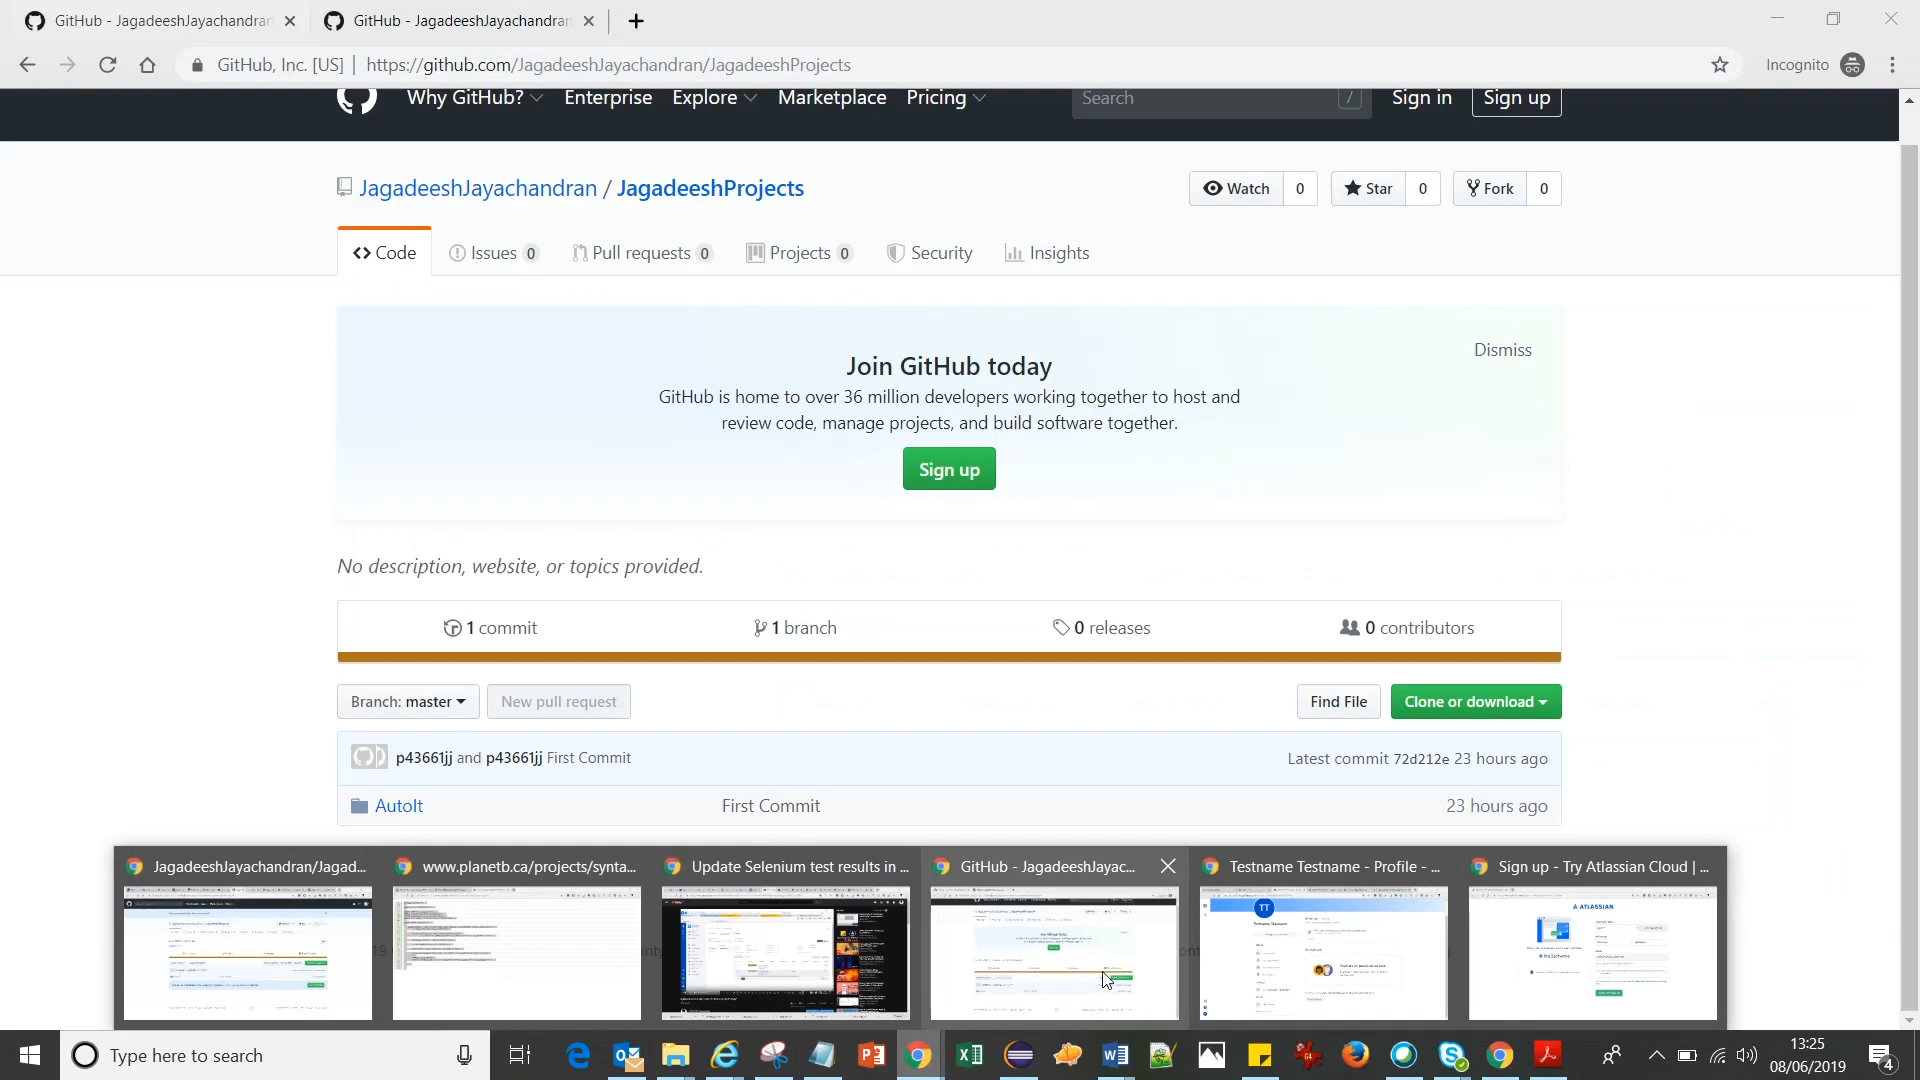 GitHub - JagadeeshJayachandran
GitHub - JagadeeshJayachandran
GitHub, Inc. [US] | https://github.com/JagadeeshJayachandran/JagadeeshProjects
Incognito
Why GitHub? Enterprise Explore Marketplace Pricing Search / Sign in Sign up
JagadeeshJayachandran / JagadeeshProjects
Watch 0 Star 0 Fork 0
Code Issues 0 Pull requests 0 Projects 0 Security Insights
Join GitHub today
Dismiss
GitHub is home to over 36 million developers working together to host and
review code, manage projects, and build software together.
Sign up
No description, website, or topics provided.
1 commit 1 branch 0 releases 0 contributors
Branch: master New pull request Find File Clone or download
p43661jj and p43661jj First Commit Latest commit 72d212e 23 hours ago
AutoIt First Commit 23 hours ago
JagadeeshJayachandran/Jagad... www.planetb.ca/projects/synta... Update Selenium test results in ... GitHub - JagadeeshJayac... Testname Testname - Profile - ... Sign up - Try Atlassian Cloud | ...
TT
ATLASSIAN
Type here to search
13:25
08/06/2019
4